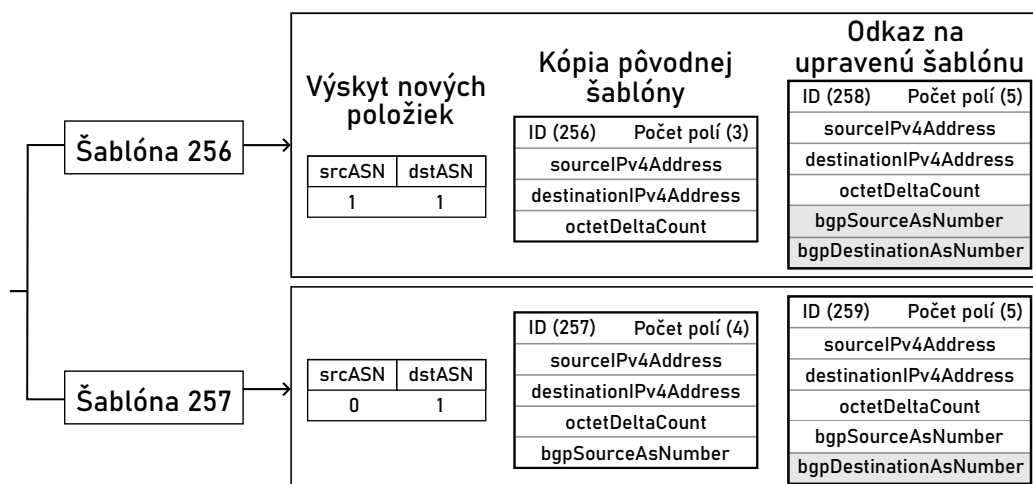 Výskyt nových
položiek
Kópia pôvodnej
šablóny
Odkaz na
upravenú šablónu
Šablóna 256
srcASN dstASN
1 1
ID (256) Počet polí (3)
sourceIPv4Address
destinationIPv4Address
octetDeltaCount
ID (258) Počet polí (5)
sourceIPv4Address
destinationIPv4Address
octetDeltaCount
bgpSourceAsNumber
bgpDestinationAsNumber
Šablóna 257
srcASN dstASN
0 1
ID (257) Počet polí (4)
sourceIPv4Address
destinationIPv4Address
octetDeltaCount
bgpSourceAsNumber
ID (259) Počet polí (5)
sourceIPv4Address
destinationIPv4Address
octetDeltaCount
bgpSourceAsNumber
bgpDestinationAsNumber